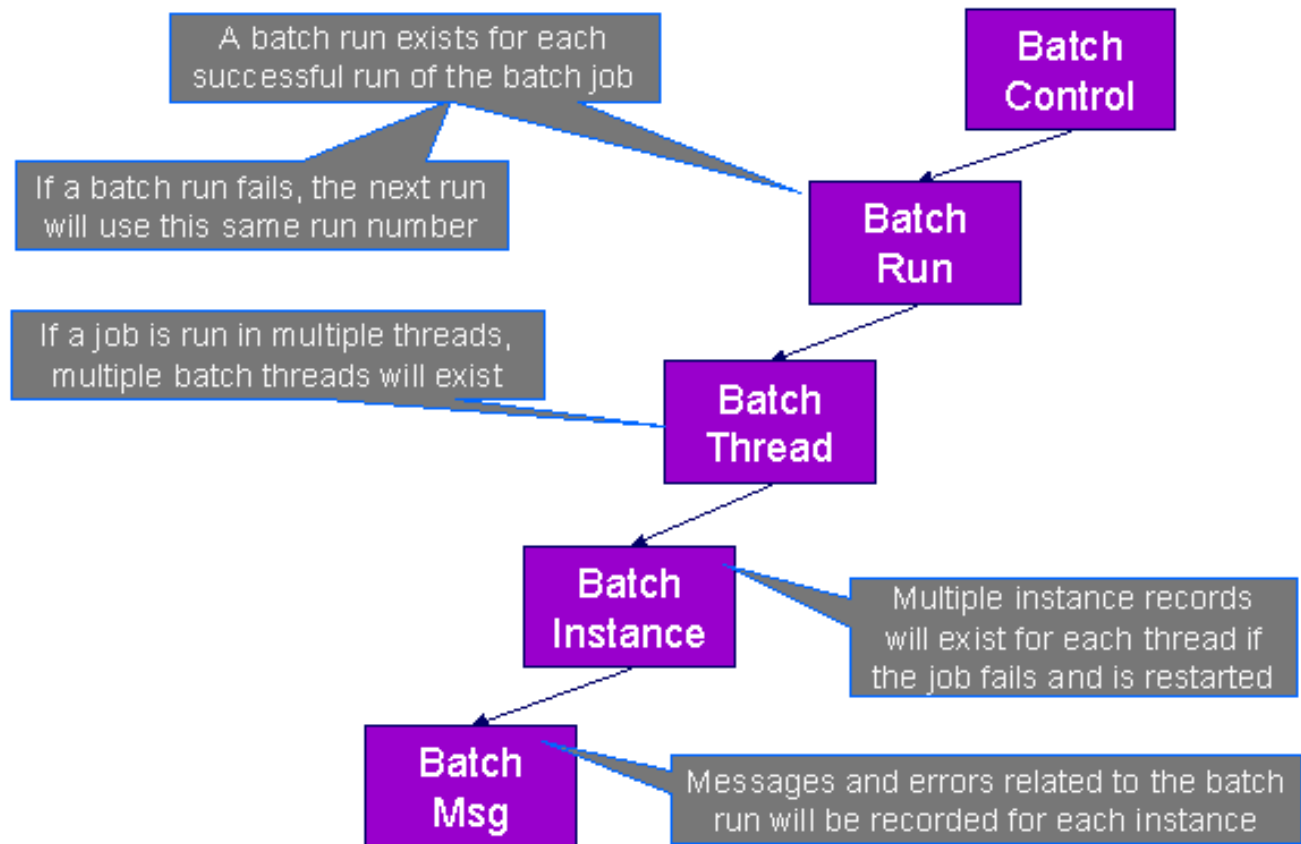 A batch run exists for each
successful run of the batch job
Batch
Control
If a batch run fails, the next run
will use this same run number
Batch
Run
If a job is run in multiple threads,
multiple batch threads will exist
Batch
Thread
Batch
Instance
Multiple instance records
will exist for each thread if
the job fails and is restarted
Batch
Msg
Messages and errors related to the batch
run will be recorded for each instance